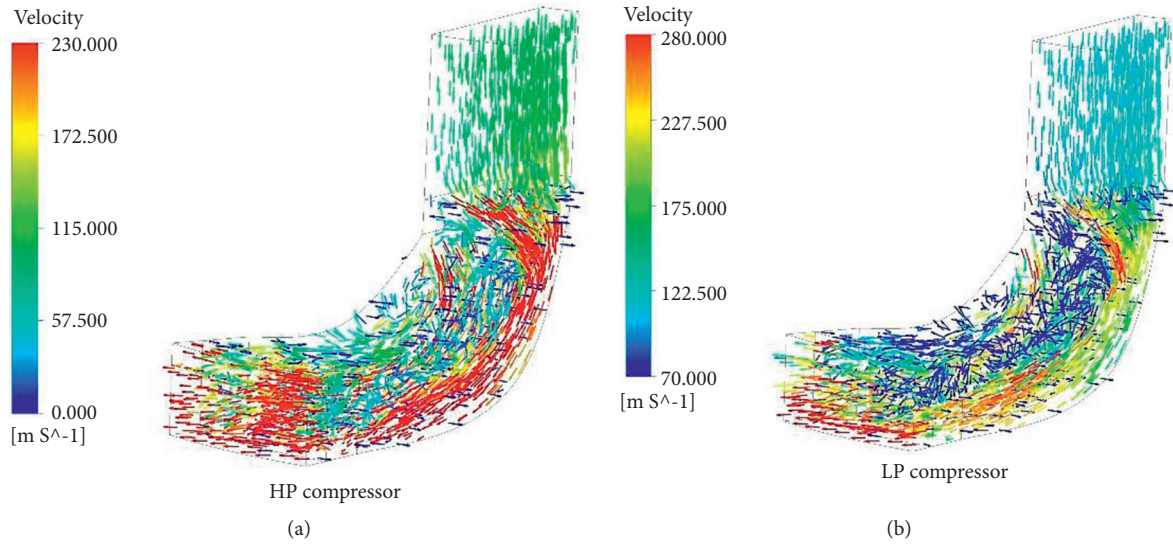 Velocity
230.000
172.500
115.000
57.500
0.000
[m S^-1]
HP compressor
(a)
Velocity
280.000
227.500
175.000
122.500
70.000
[m S^-1]
LP compressor
(b)